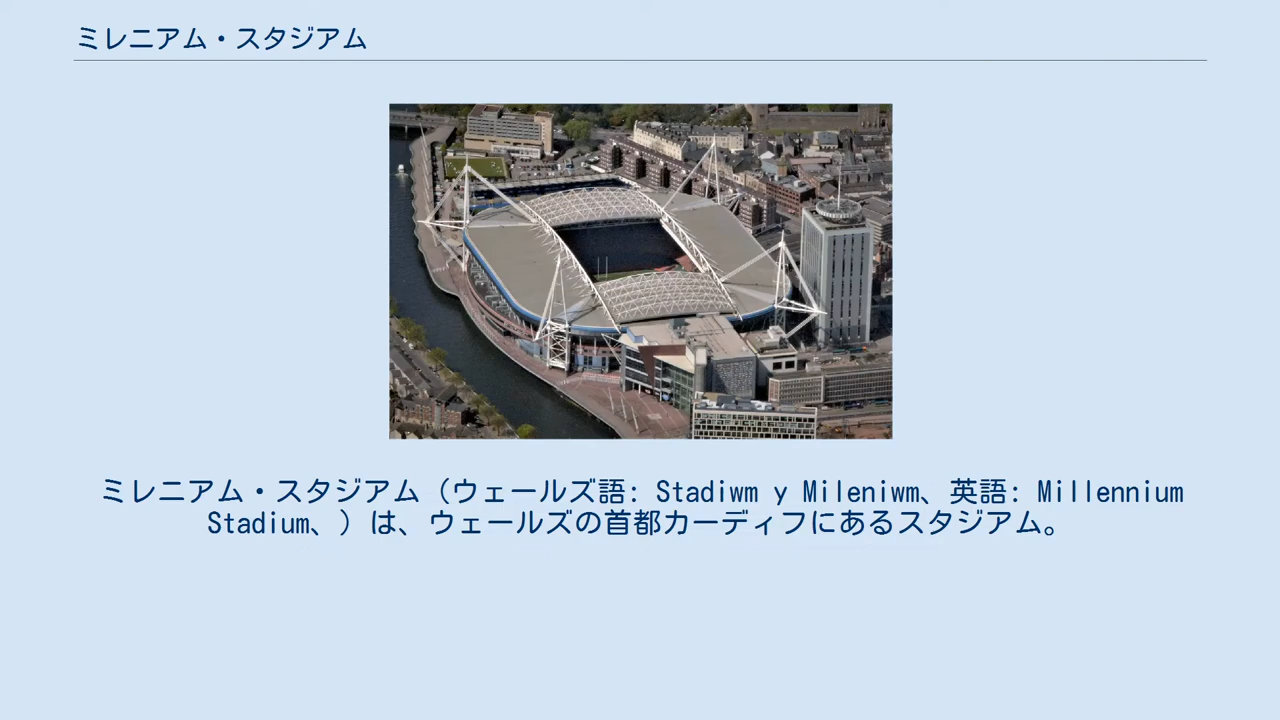 ミレニアム・スタジアム
ミレニアム・スタジアム（ウェールズ語: Stadiwm y Mileniwm、英語: Millennium
Stadium、）は、ウェールズの首都カーディフにあるスタジアム。